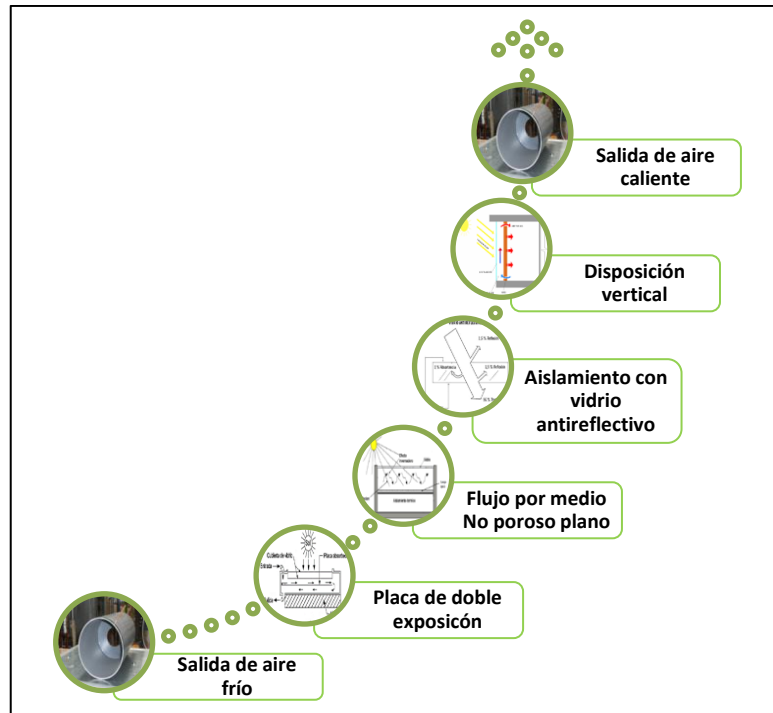 Salida de aire
caliente
Disposición
vertical
Aislamiento con
vidrio
antireflectivo
Flujo por medio
No poroso plano
Placa de doble
exposicón
Salida de aire
frío